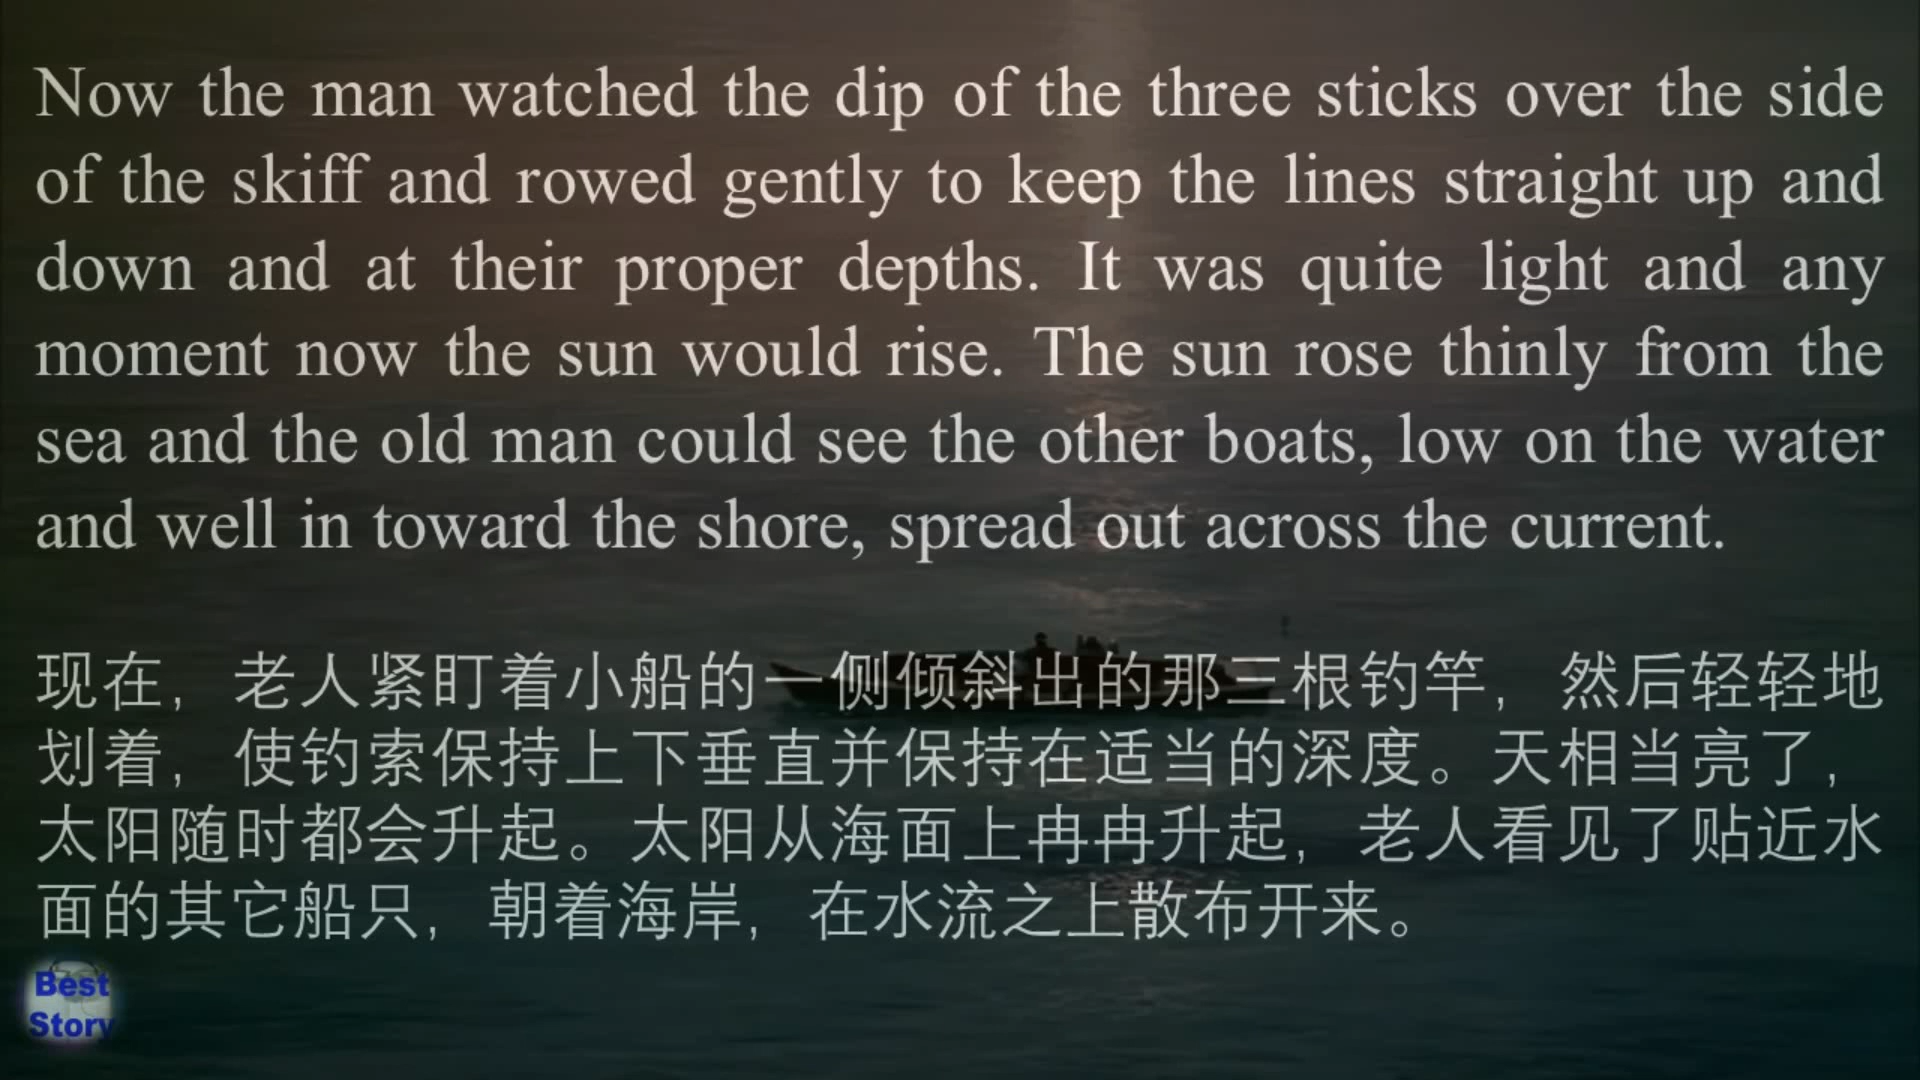 Now the man watched the dip of the three sticks over the side
of the skiff and rowed gently to keep the lines straight up and
down and at their proper depths. It was quite light and any
moment now the sun would rise. The sun rose thinly from the
sea and the old man could see the other boats, low on the water
and well in toward the shore, spread out across the current.
现在，老人紧盯着小船的一侧倾斜出的那三根钓竿，然后轻轻地
划着，使钓索保持上下垂直并保持在适当的深度。天相当亮了，
太阳随时都会升起。太阳从海面上冉冉升起，老人看见了贴近水
面的其它船只，朝着海岸，在水流之上散布开来。
Best
Story